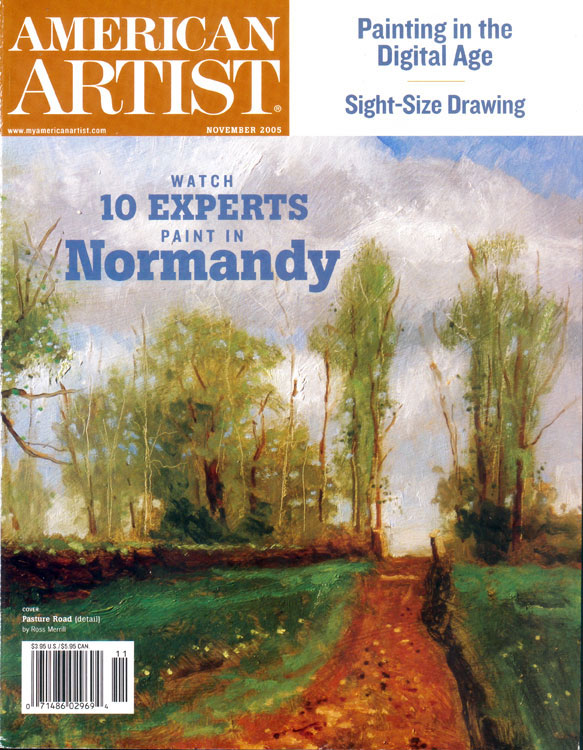 AMERICAN
ARTIST®
www.myamericanartist.com
NOVEMBER 2005
Painting in the
Digital Age
Sight-Size Drawing
WATCH
10 EXPERTS
PAINT IN
Normandy
COVER
Pasture Road (detail)
by Ross Merrill
$3.95 U.S./$5.95 CAN.
11
0 71486 02969 4